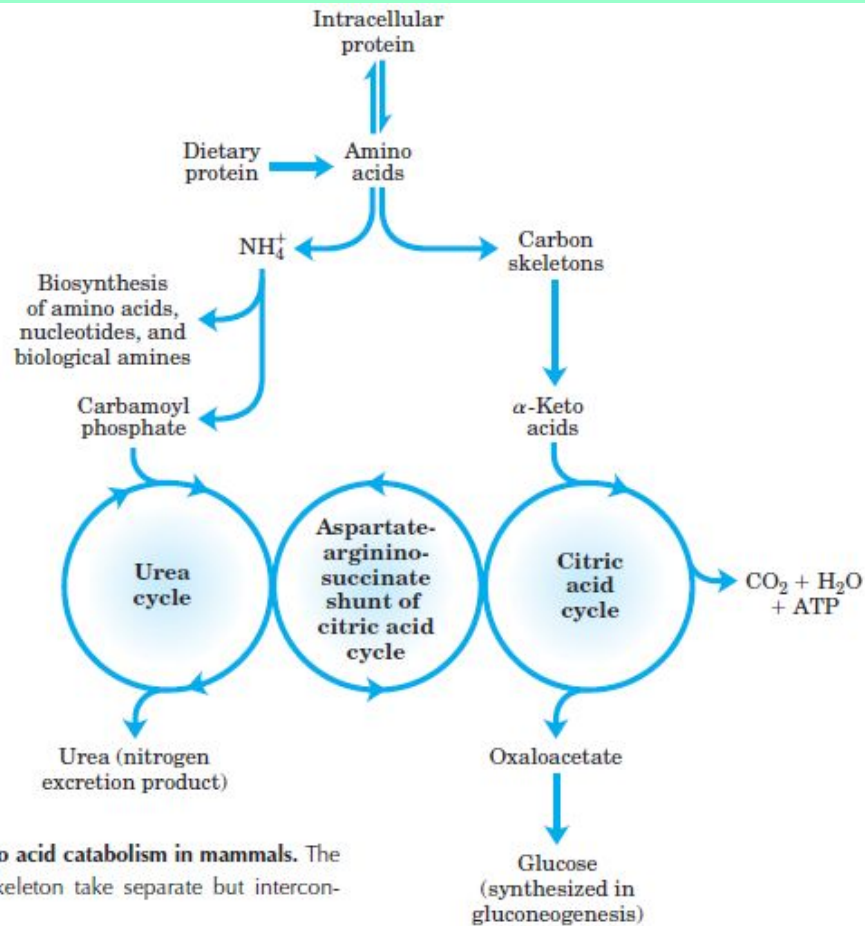 Intracellular
protein
Dietary
protein
Amino
acids
NH₄⁺
Carbon
skeletons
Biosynthesis
of amino acids,
nucleotides, and
biological amines
Carbamoyl
phosphate
α-Keto
acids
Urea
cycle
Aspartate-
arginino-
succinate
shunt of
citric acid
cycle
Citric
acid
cycle
CO₂ + H₂O
+ ATP
Urea (nitrogen
excretion product)
Oxaloacetate
Glucose
(synthesized in
gluconeogenesis)
o acid catabolism in mammals. The
keleton take separate but intercon-